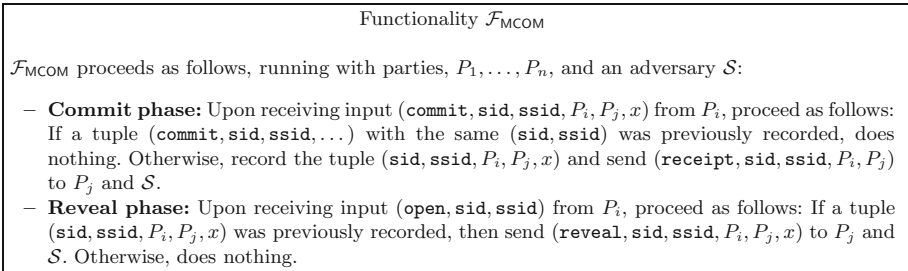 Functionality F_MCOM
F_MCOM proceeds as follows, running with parties, P_1, . . . , P_n, and an adversary S:
– Commit phase: Upon receiving input (commit, sid, ssid, P_i, P_j, x) from P_i, proceed as follows:
If a tuple (commit, sid, ssid, . . .) with the same (sid, ssid) was previously recorded, does
nothing. Otherwise, record the tuple (sid, ssid, P_i, P_j, x) and send (receipt, sid, ssid, P_i, P_j)
to P_j and S.
– Reveal phase: Upon receiving input (open, sid, ssid) from P_i, proceed as follows: If a tuple
(sid, ssid, P_i, P_j, x) was previously recorded, then send (reveal, sid, ssid, P_i, P_j, x) to P_j and
S. Otherwise, does nothing.